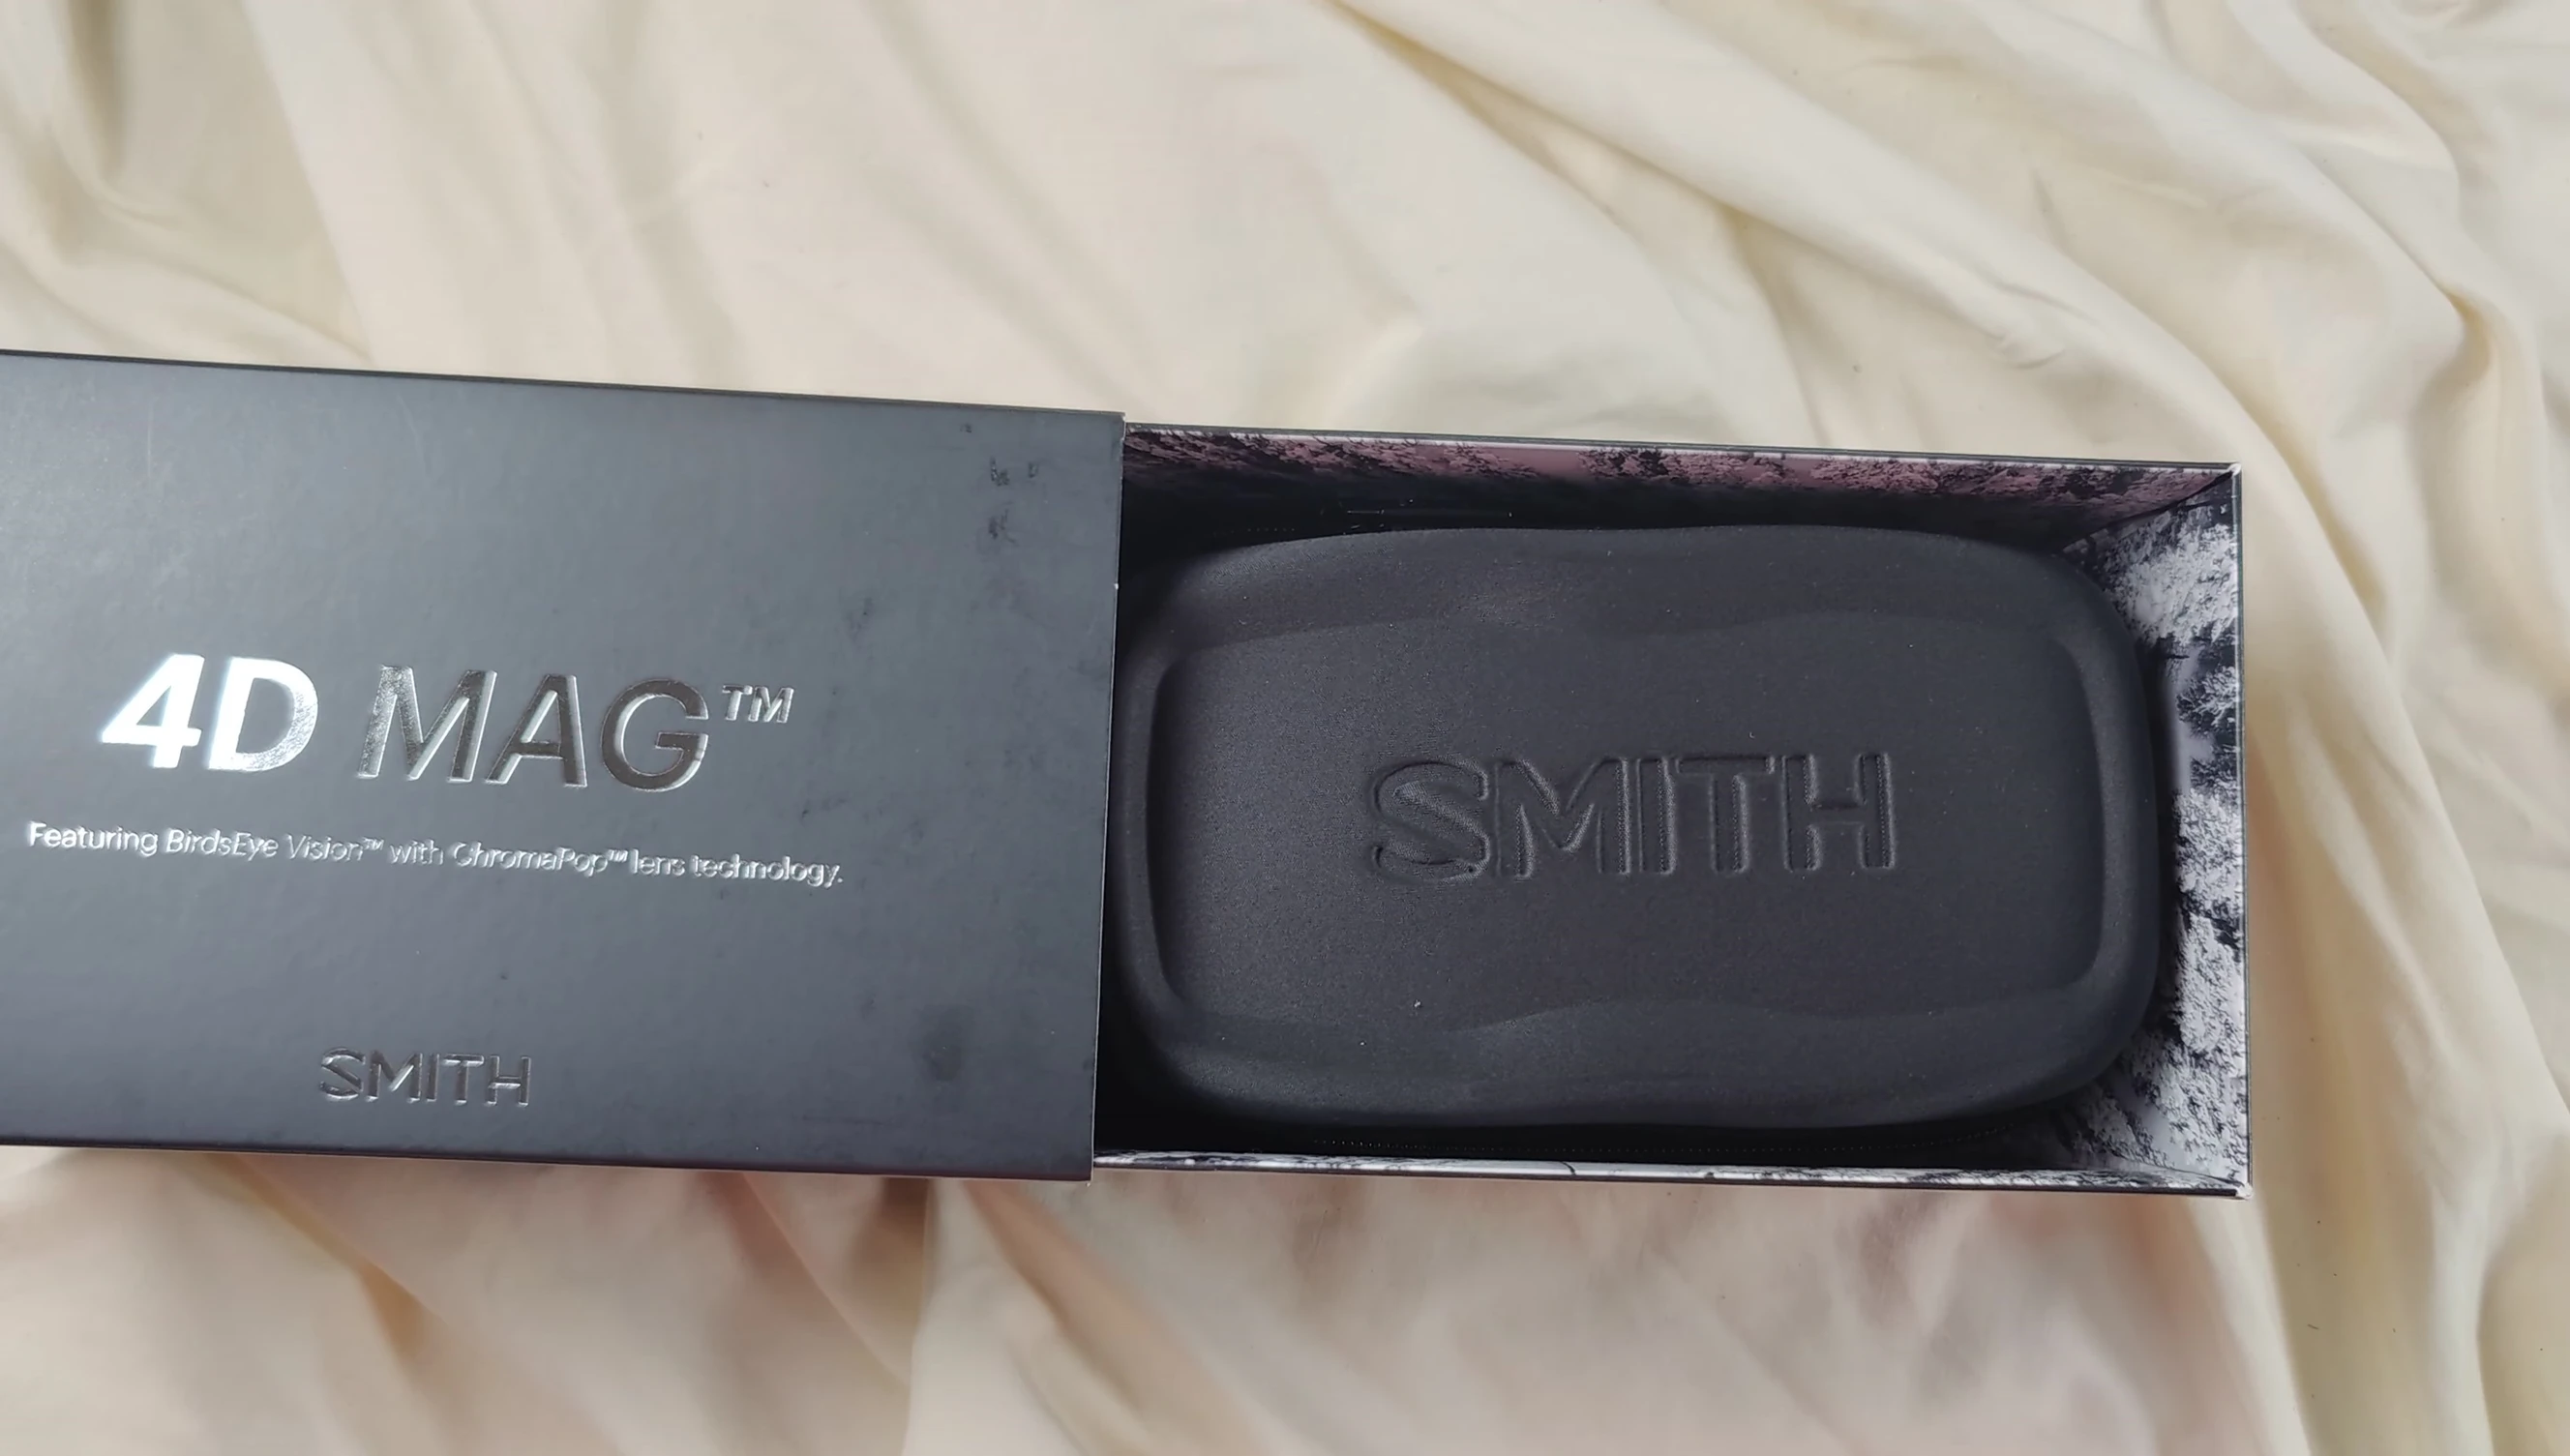 4D MAG™
Featuring BirdsEye Vision™ with ChromaPop™ lens technology.
SMITH
SMITH